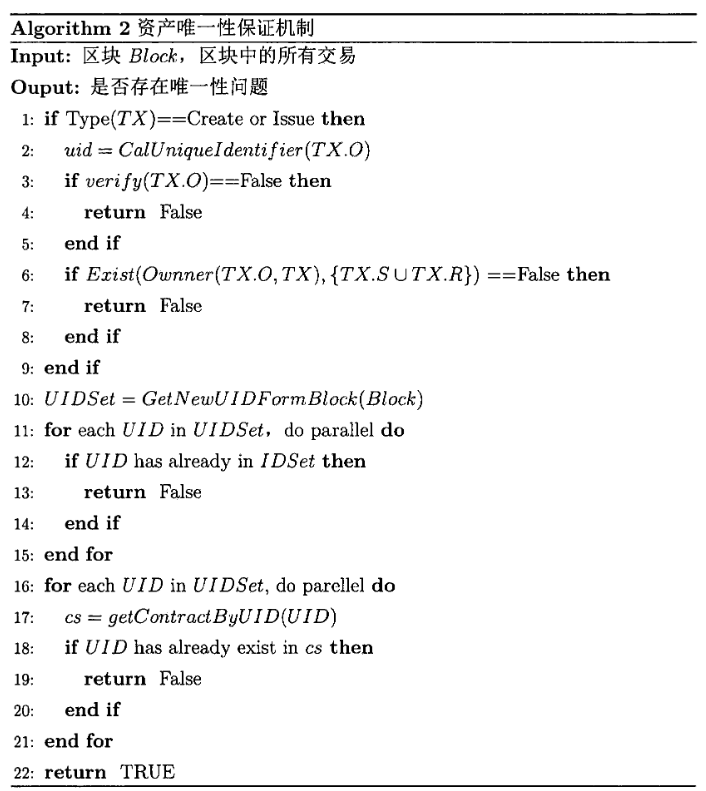 Algorithm 2 资产唯一性保证机制
Input: 区块 Block，区块中的所有交易
Ouput: 是否存在唯一性问题
1: if Type(TX)==Create or Issue then
2: uid = CalUniqueIdentifier(TX.O)
3: if verify(TX.O)==False then
4: return False
5: end if
6: if Exist(Ownner(TX.O, TX), {TX.S ∪ TX.R}) ==False then
7: return False
8: end if
9: end if
10: UIDSet = GetNewUIDFormBlock(Block)
11: for each UID in UIDSet，do parallel do
12: if UID has already in IDSet then
13: return False
14: end if
15: end for
16: for each UID in UIDSet, do parellel do
17: cs = getContractByUID(UID)
18: if UID has already exist in cs then
19: return False
20: end if
21: end for
22: return TRUE